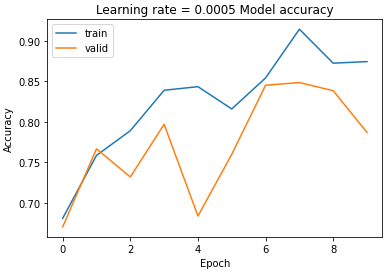 Learning rate = 0.0005 Model accuracy
train
valid
0.90
0.85
0.80
0.75
0.70
Accuracy
0 2 4 6 8
Epoch